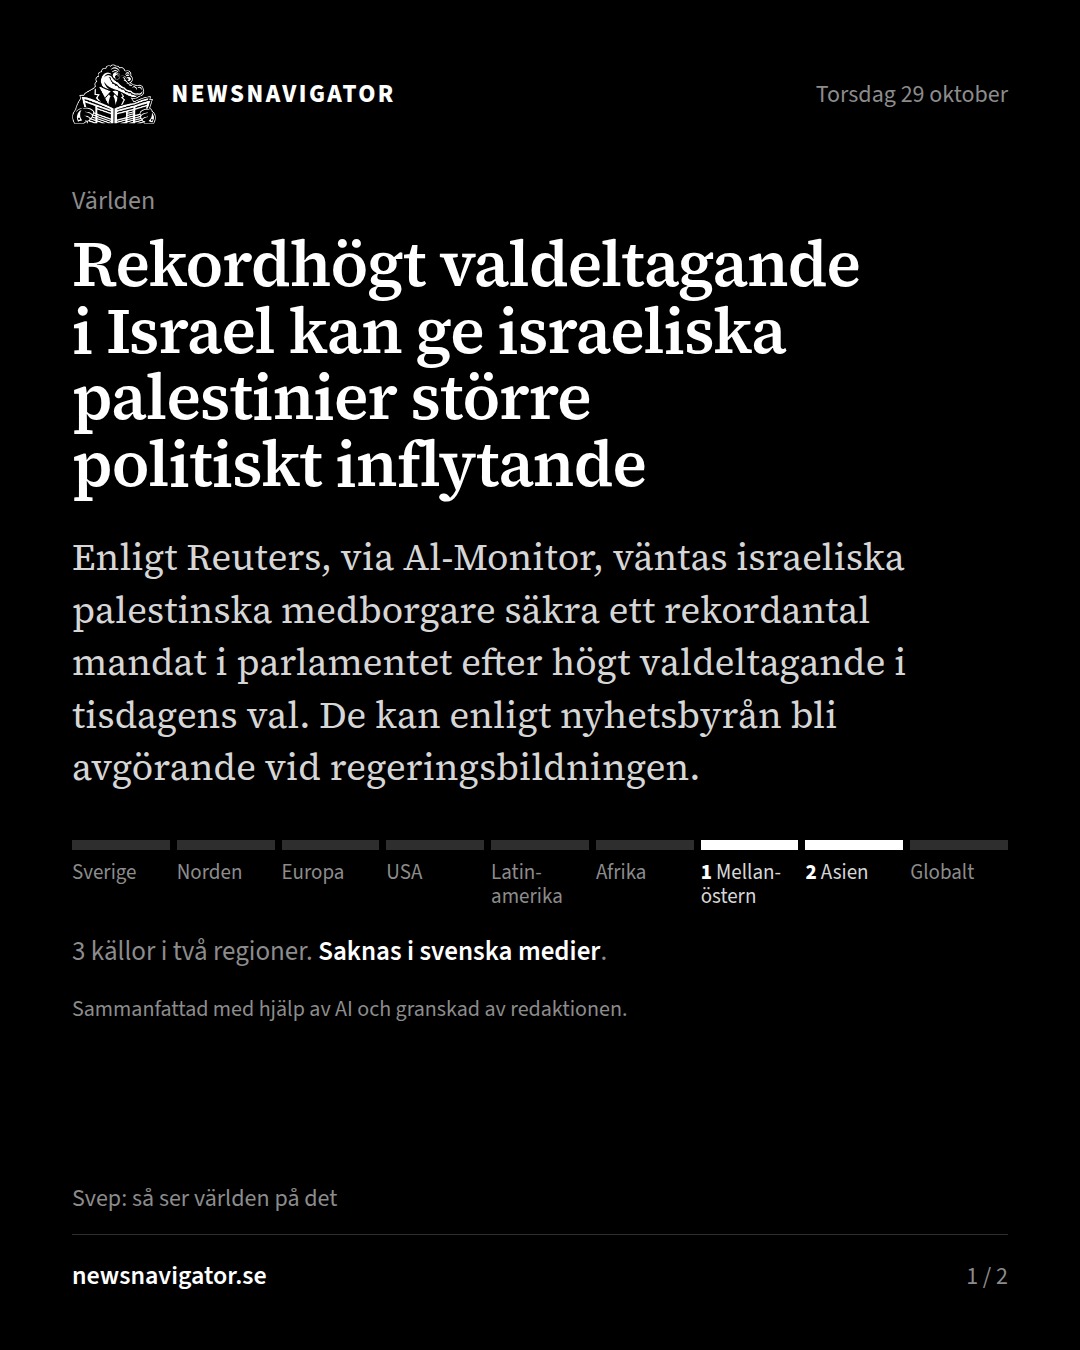 NEWSNAVIGATOR
Torsdag 29 oktober
Världen
Rekordhögt valdeltagande
i Israel kan ge israeliska
palestinier större
politiskt inflytande
Enligt Reuters, via Al-Monitor, väntas israeliska
palestinska medborgare säkra ett rekordantal
mandat i parlamentet efter högt valdeltagande i
tisdagens val. De kan enligt nyhetsbyrån bli
avgörande vid regeringsbildningen.
Sverige
Norden
Europa
USA
Latin-
amerika
Afrika
1 Mellan-
östern
2 Asien
Globalt
3 källor i två regioner. Saknas i svenska medier.
Sammanfattad med hjälp av AI och granskad av redaktionen.
Svep: så ser världen på det
newsnavigator.se
1 / 2